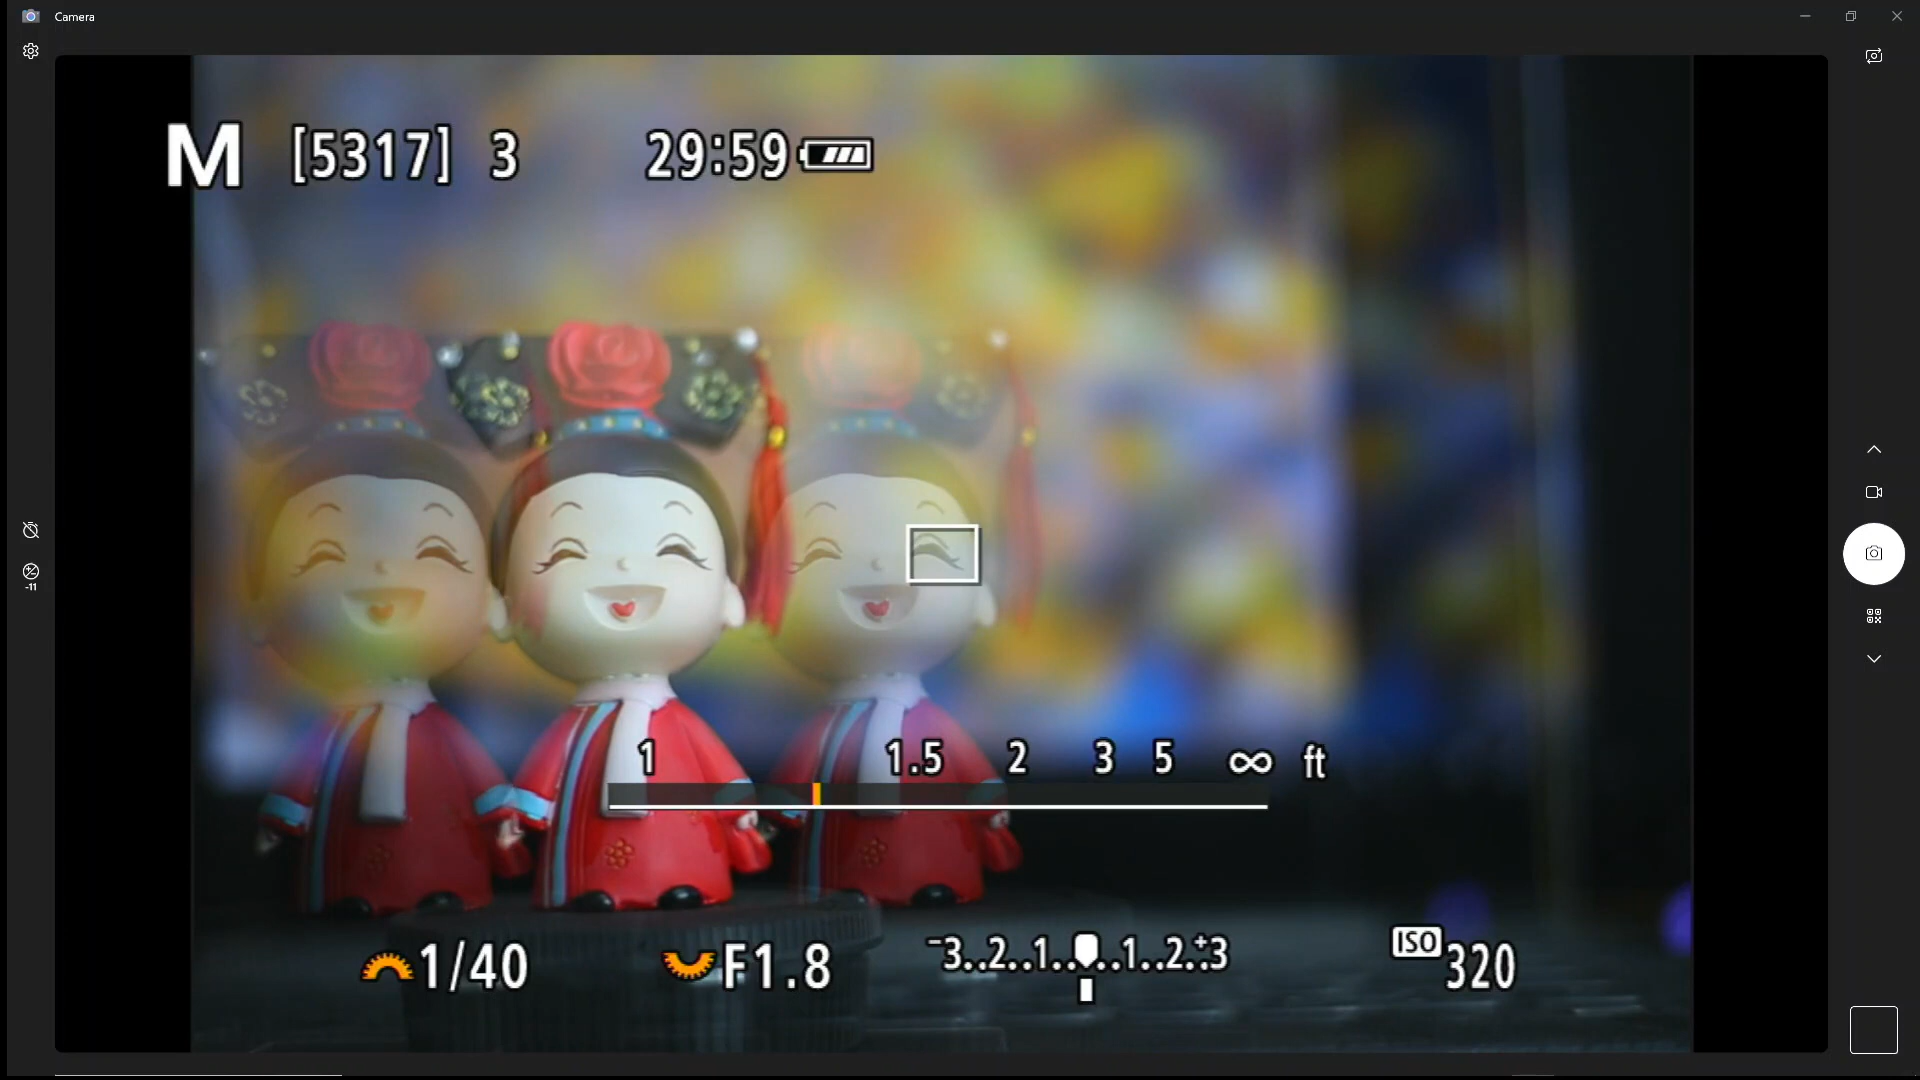 Camera
M [5317] 3 29:59
-11
1 1.5 2 3 5 ∞ ft
1/40 F1.8 -3..2..1....1..2.+3 ISO 320